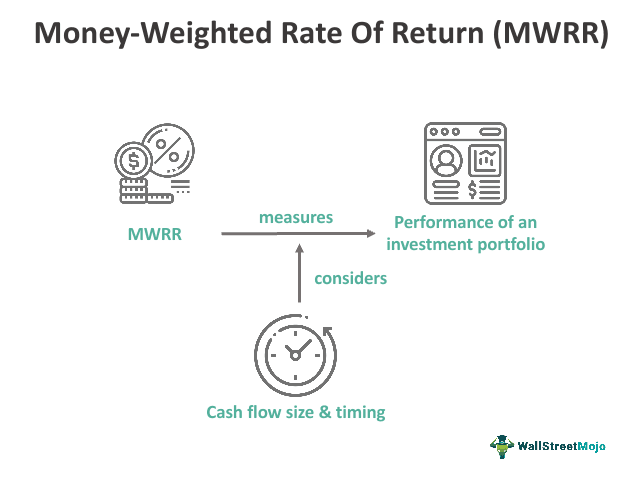 Money-Weighted Rate Of Return (MWRR)
measures
MWRR
Performance of an
investment portfolio
considers
Cash flow size & timing
WallStreetMojo